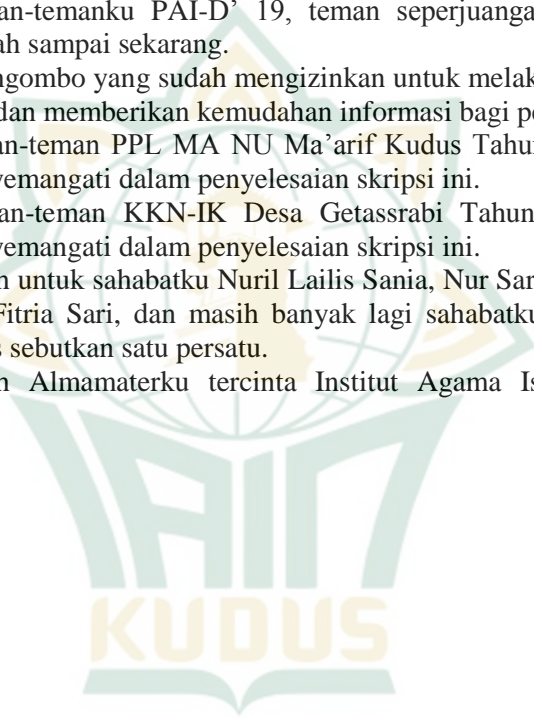 an-temanku PAI-D’ 19, teman seperjuanga
ah sampai sekarang.
ngombo yang sudah mengizinkan untuk melak
dan memberikan kemudahan informasi bagi pe
an-teman PPL MA NU Ma’arif Kudus Tahun
yemangati dalam penyelesaian skripsi ini.
an-teman KKN-IK Desa Getassrabi Tahun
yemangati dalam penyelesaian skripsi ini.
n untuk sahabatku Nuril Lailis Sania, Nur Sar
Fitria Sari, dan masih banyak lagi sahabatku
s sebutkan satu persatu.
n Almamaterku tercinta Institut Agama Is
IAIN
KUDUS